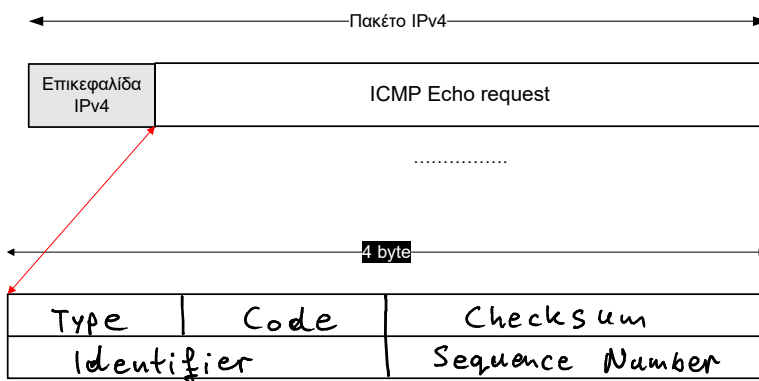 Πακέτο IPv4
Επικεφαλίδα
IPv4
ICMP Echo request
................
4 byte
Type Code Checksum
Identifier Sequence Number